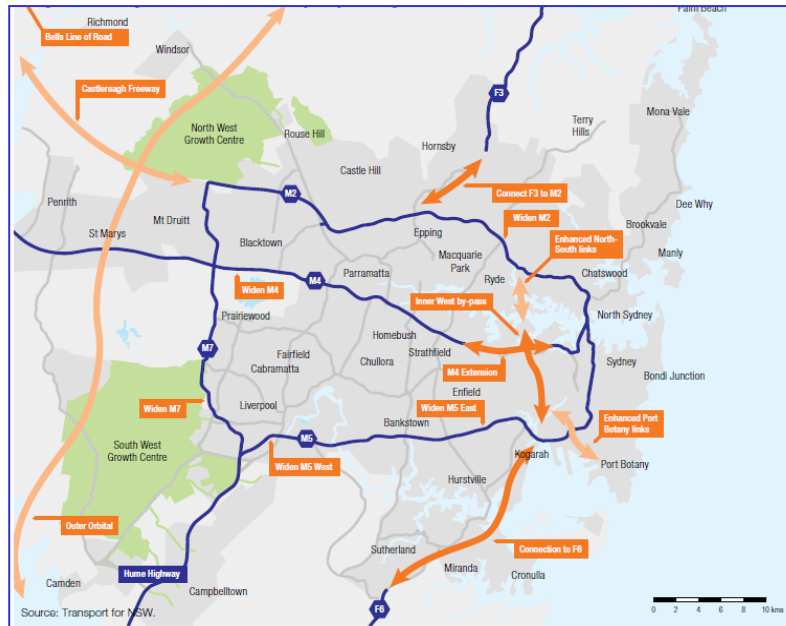 Palm Beach
Richmond
Bells Line of Road
Windsor
Castlereagh Freeway
F3
Mona Vale
Terry
Hills
North West
Growth Centre
Rouse Hill
Hornsby
Castle Hill
Connect F3 to M2
M2
Penrith
Mt Druitt
St Marys
Dee Why
Widen M2
Brookvale
Epping
Blacktown
Enhanced North-
South links
Manly
Macquarie
Park
Parramatta
Ryde
Chatswood
Widen M4
M4
Inner West by-pass
North Sydney
Prairiewood
Homebush
M7
Fairfield
Strathfield
Chullora
Cabramatta
Sydney
M4 Extension
Bondi Junction
Enfield
Widen M7
Liverpool
Widen M5 East
Bankstown
Enhanced Port
Botany links
M5
South West
Growth Centre
Kogarah
Widen M5 West
Port Botany
Hurstville
Outer Orbital
Sutherland
Connection to F6
Hume Highway
Miranda
Cronulla
Camden
Campbelltown
Source: Transport for NSW.
F6
0 2 4 6 8 10 kms